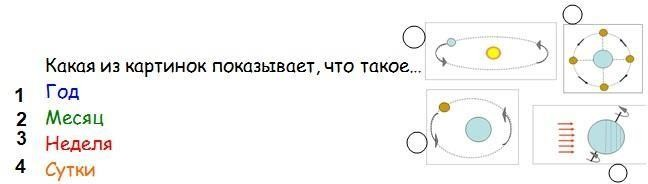 Какая из картинок показывает, что такое...
1 Год
2 Месяц
3 Неделя
4 Сутки